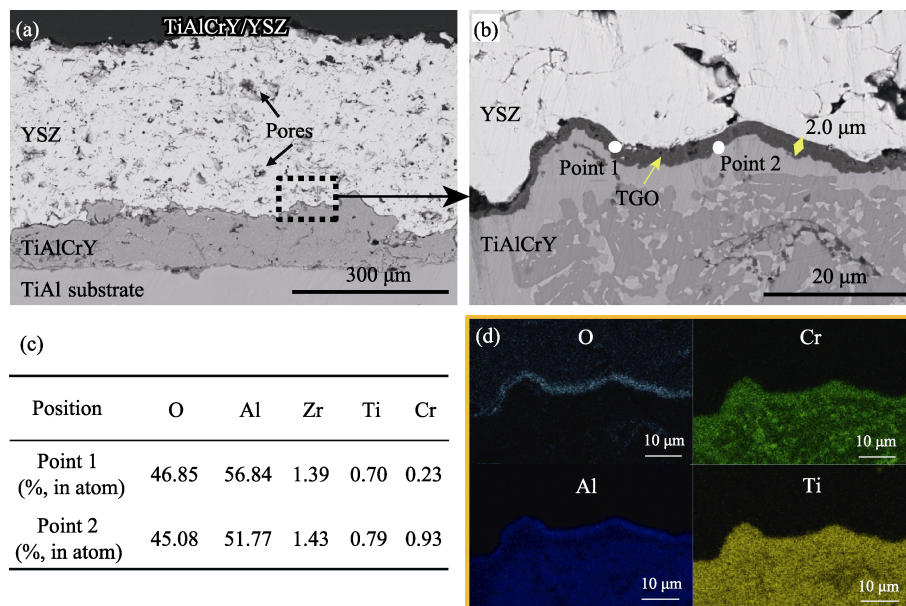 (a)
TiAlCrY/YSZ
YSZ
Pores
TiAlCrY
300 μm
TiAl substrate
(b)
YSZ
2.0 μm
Point 1
Point 2
TGO
TiAlCrY
20 μm
(c)
Position O Al Zr Ti Cr
Point 1
(%, in atom) 46.85 56.84 1.39 0.70 0.23
Point 2
(%, in atom) 45.08 51.77 1.43 0.79 0.93
(d)
O
10 μm
Cr
10 μm
Al
10 μm
Ti
10 μm